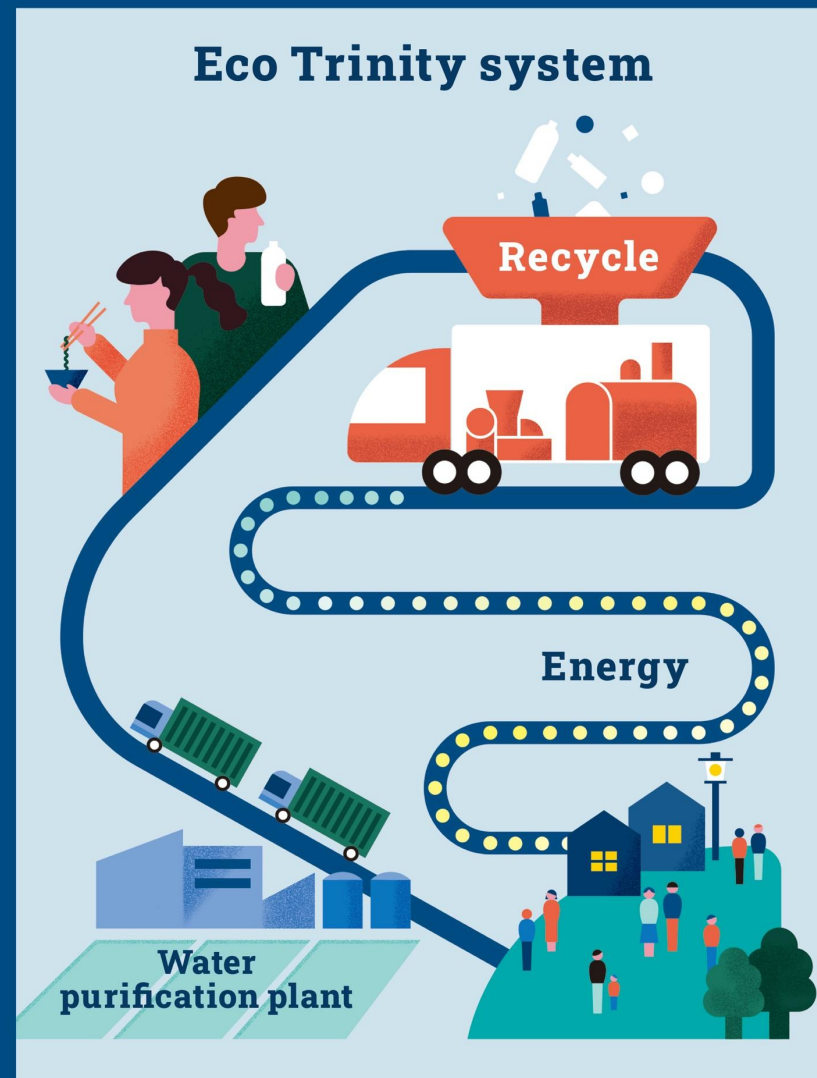 Eco Trinity system
Recycle
Energy
Water
purification plant